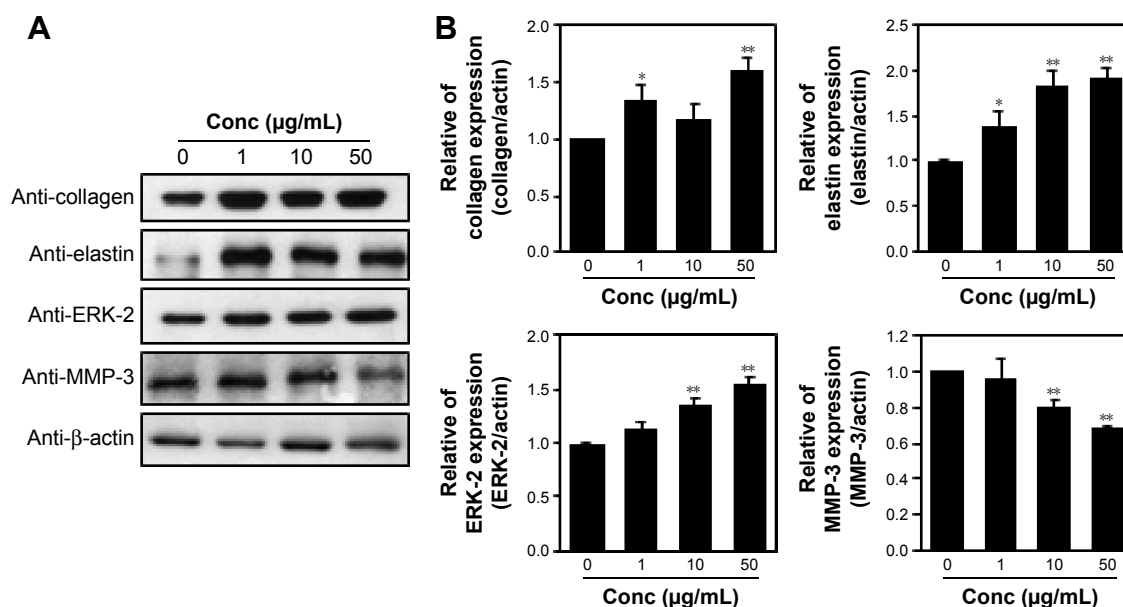 A
Conc (µg/mL)
0 1 10 50
Anti-collagen
Anti-elastin
Anti-ERK-2
Anti-MMP-3
Anti-β-actin
B
Relative of
collagen expression
(collagen/actin)
2.0
1.5
1.0
0.5
0.0
* **
0 1 10 50
Conc (µg/mL)
Relative of
elastin expression
(elastin/actin)
2.5
2.0
1.5
1.0
0.5
0.0
* ** **
0 1 10 50
Conc (µg/mL)
Relative of
ERK-2 expression
(ERK-2/actin)
2.0
1.5
1.0
0.5
0.0
** **
0 1 10 50
Conc (µg/mL)
Relative of
MMP-3 expression
(MMP-3/actin)
1.2
1.0
0.8
0.6
0.4
0.2
0.0
** **
0 1 10 50
Conc (µg/mL)